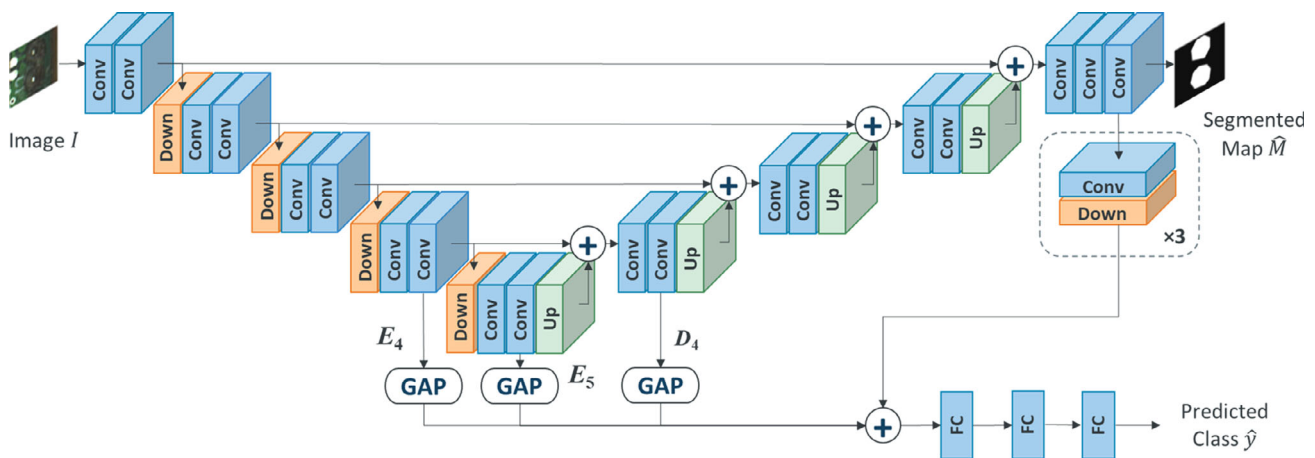 Image I
Conv
Conv
Down
Conv
Conv
Down
Conv
Conv
Down
Conv
Conv
Down
Conv
Conv
Up
+
Conv
Conv
Up
+
Conv
Conv
Up
+
Conv
Conv
Up
+
Conv
Conv
Conv
Segmented
Map M̂
Conv
Down
×3
E₄
E₅
D₄
GAP
GAP
GAP
+
FC
FC
FC
Predicted
Class ŷ